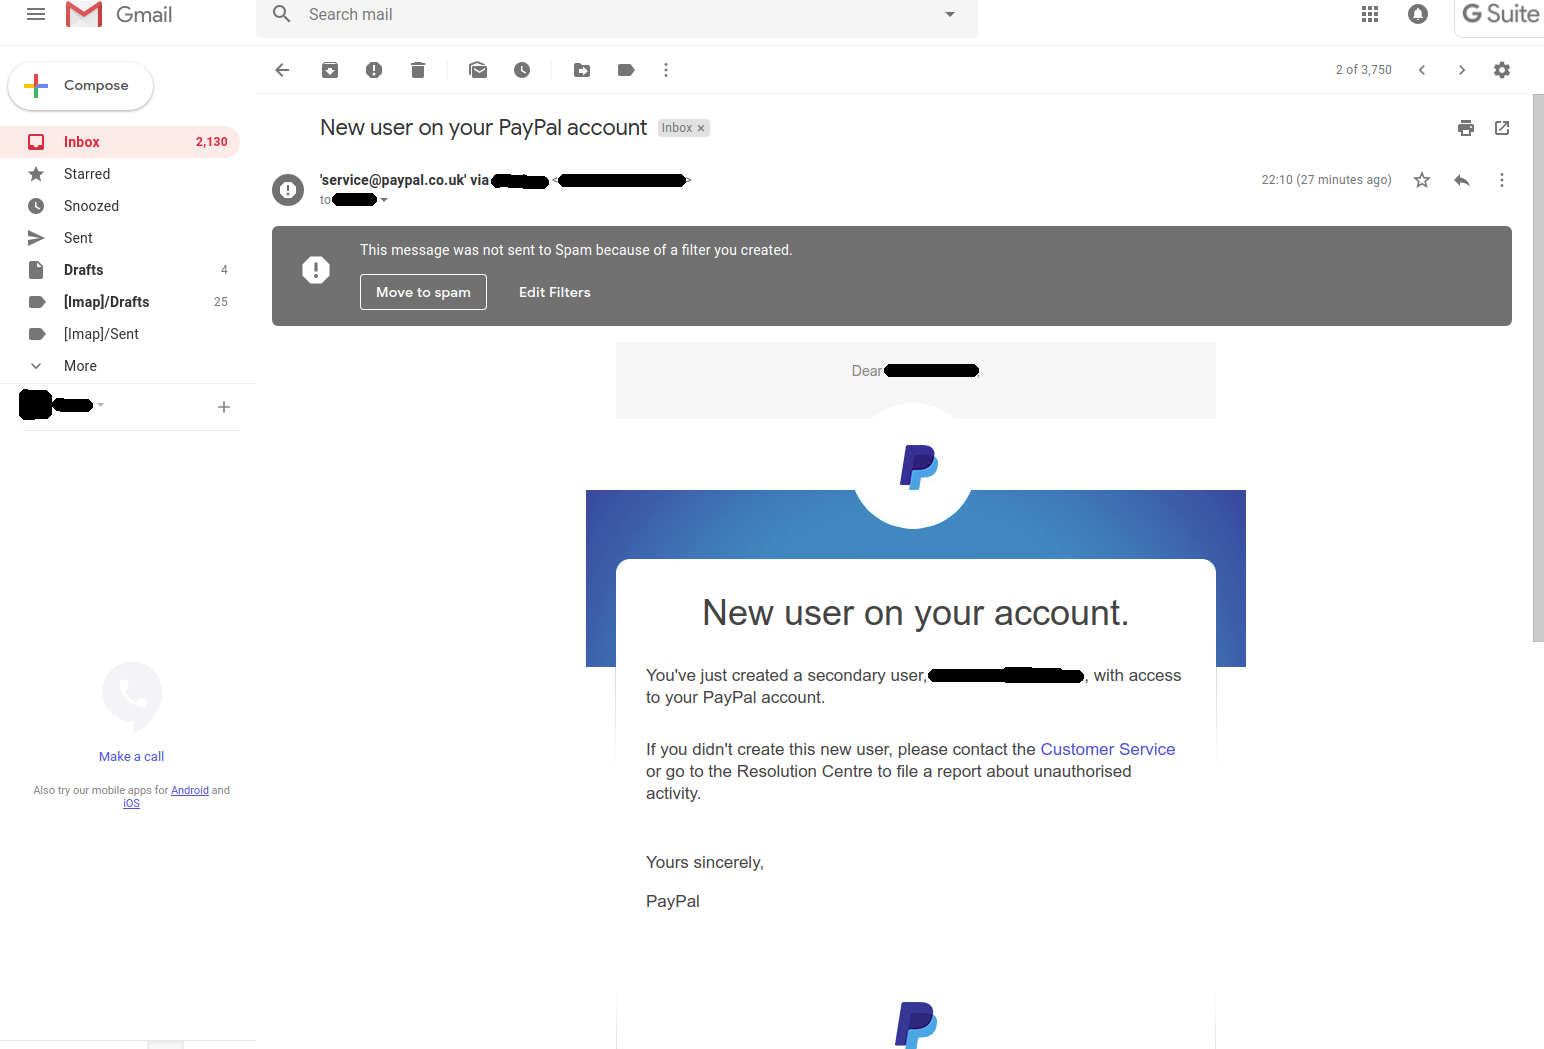 Gmail
Search mail
G Suite
Compose
2 of 3,750
Inbox 2,130
Starred
Snoozed
Sent
Drafts 4
[Imap]/Drafts 25
[Imap]/Sent
More
New user on your PayPal account Inbox ×
'service@paypal.co.uk' via < >
22:10 (27 minutes ago)
to
This message was not sent to Spam because of a filter you created.
Move to spam Edit Filters
Dear
New user on your account.
You've just created a secondary user, , with access
to your PayPal account.
If you didn't create this new user, please contact the Customer Service
or go to the Resolution Centre to file a report about unauthorised
activity.
Yours sincerely,
PayPal
Make a call
Also try our mobile apps for Android and
iOS